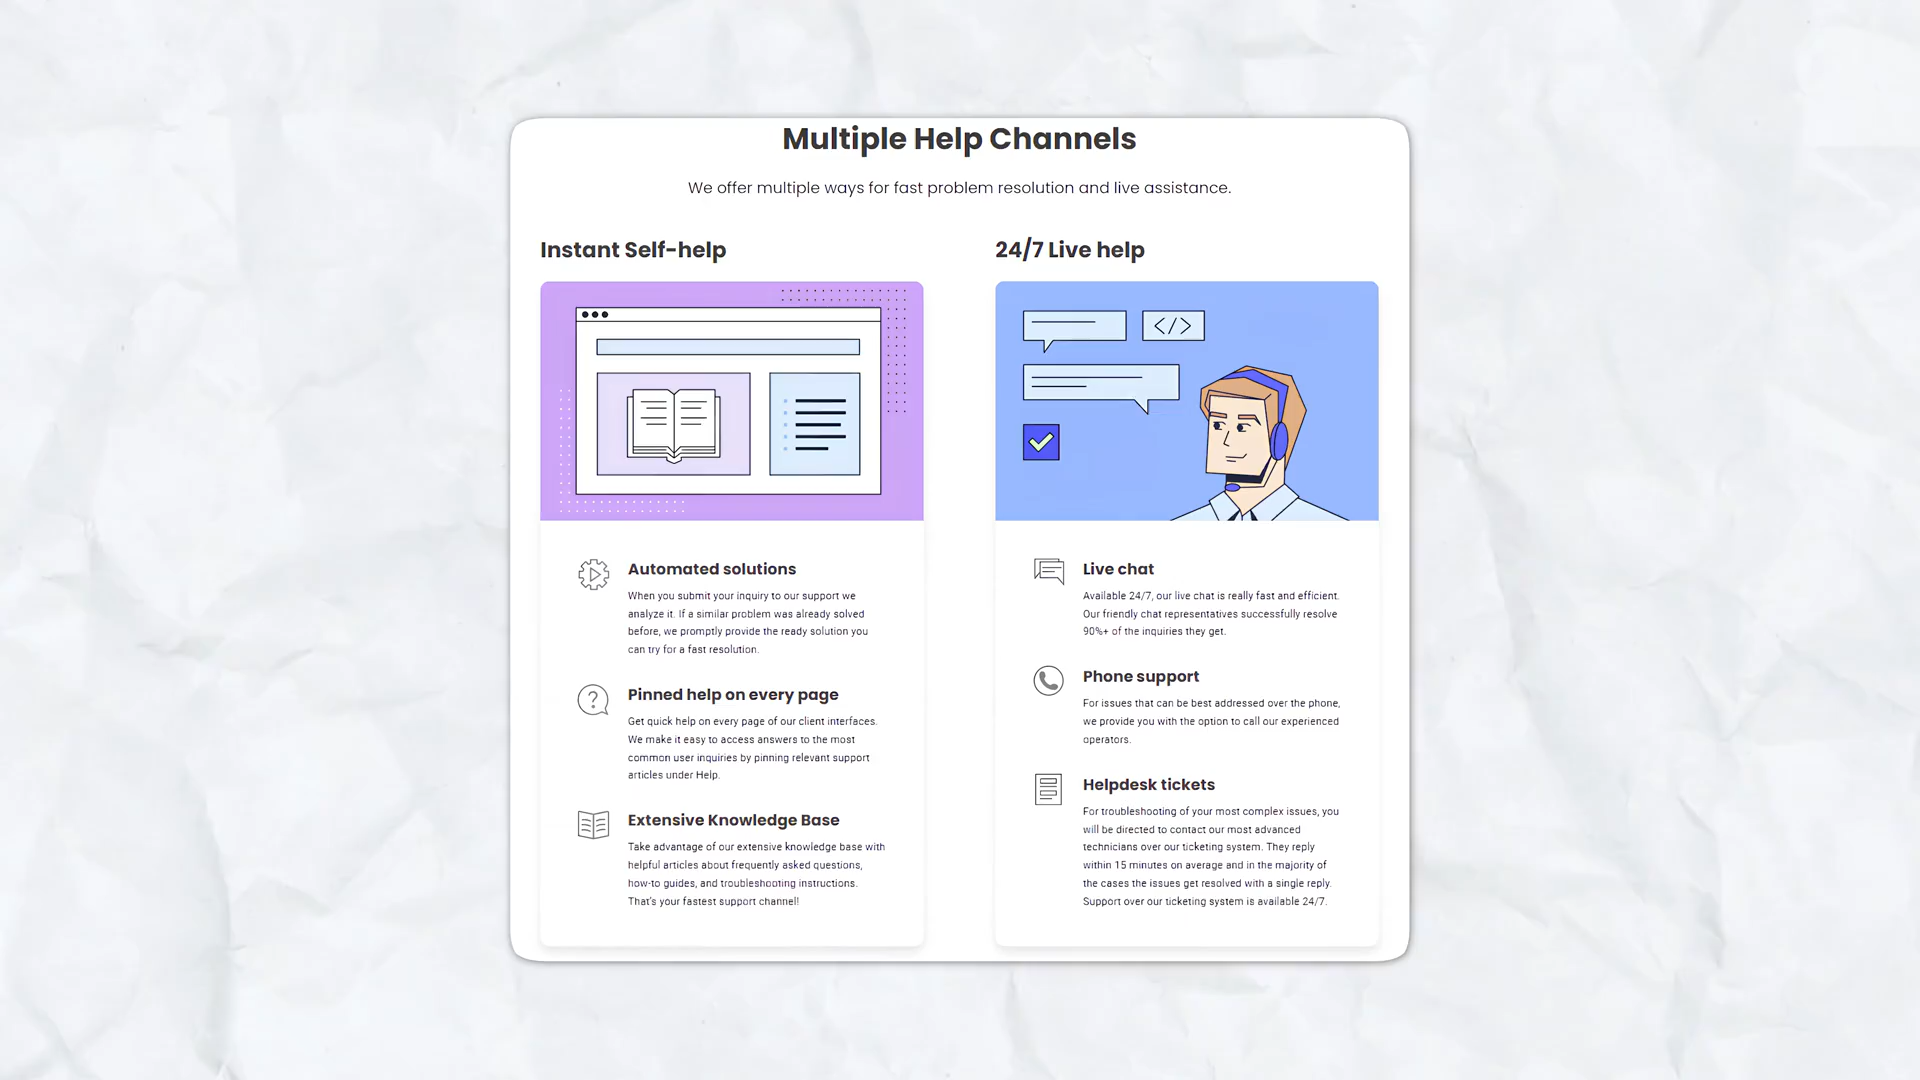 Multiple Help Channels
We offer multiple ways for fast problem resolution and live assistance.
Instant Self-help
Automated solutions
When you submit your inquiry to our support we
analyze it. If a similar problem was already solved
before, we promptly provide the ready solution you
can try for a fast resolution.
Pinned help on every page
Get quick help on every page of our client interfaces.
We make it easy to access answers to the most
common user inquiries by pinning relevant support
articles under Help.
Extensive Knowledge Base
Take advantage of our extensive knowledge base with
helpful articles about frequently asked questions,
how-to guides, and troubleshooting instructions.
That's your fastest support channel!
24/7 Live help
</>
Live chat
Available 24/7, our live chat is really fast and efficient.
Our friendly chat representatives successfully resolve
90%+ of the inquiries they get.
Phone support
For issues that can be best addressed over the phone,
we provide you with the option to call our experienced
operators.
Helpdesk tickets
For troubleshooting of your most complex issues, you
will be directed to contact our most advanced
technicians over our ticketing system. They reply
within 15 minutes on average and in the majority of
the cases the issues get resolved with a single reply.
Support over our ticketing system is available 24/7.